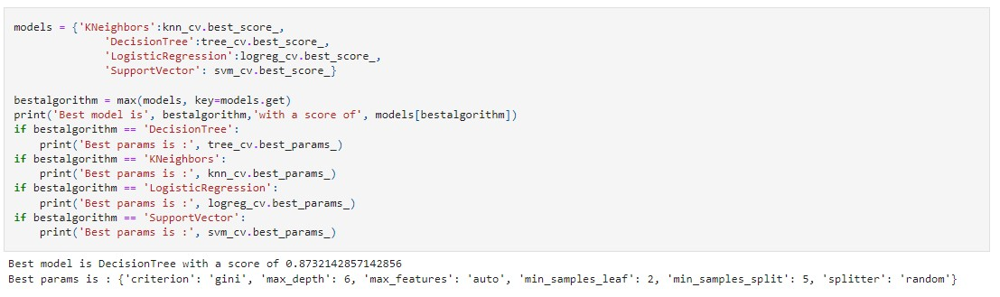 models = {'KNeighbors':knn_cv.best_score_,
              'DecisionTree':tree_cv.best_score_,
              'LogisticRegression':logreg_cv.best_score_,
              'SupportVector': svm_cv.best_score_}
bestalgorithm = max(models, key=models.get)
print('Best model is', bestalgorithm,'with a score of', models[bestalgorithm])
if bestalgorithm == 'DecisionTree':
    print('Best params is :', tree_cv.best_params_)
if bestalgorithm == 'KNeighbors':
    print('Best params is :', knn_cv.best_params_)
if bestalgorithm == 'LogisticRegression':
    print('Best params is :', logreg_cv.best_params_)
if bestalgorithm == 'SupportVector':
    print('Best params is :', svm_cv.best_params_)
Best model is DecisionTree with a score of 0.8732142857142856
Best params is : {'criterion': 'gini', 'max_depth': 6, 'max_features': 'auto', 'min_samples_leaf': 2, 'min_samples_split': 5, 'splitter': 'random'}